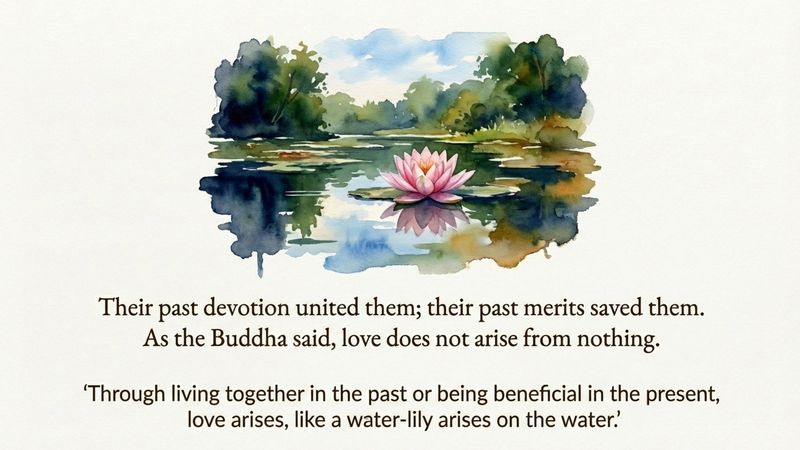 Their past devotion united them; their past merits saved them.
As the Buddha said, love does not arise from nothing.
‘Through living together in the past or being beneficial in the present,
love arises, like a water-lily arises on the water.’